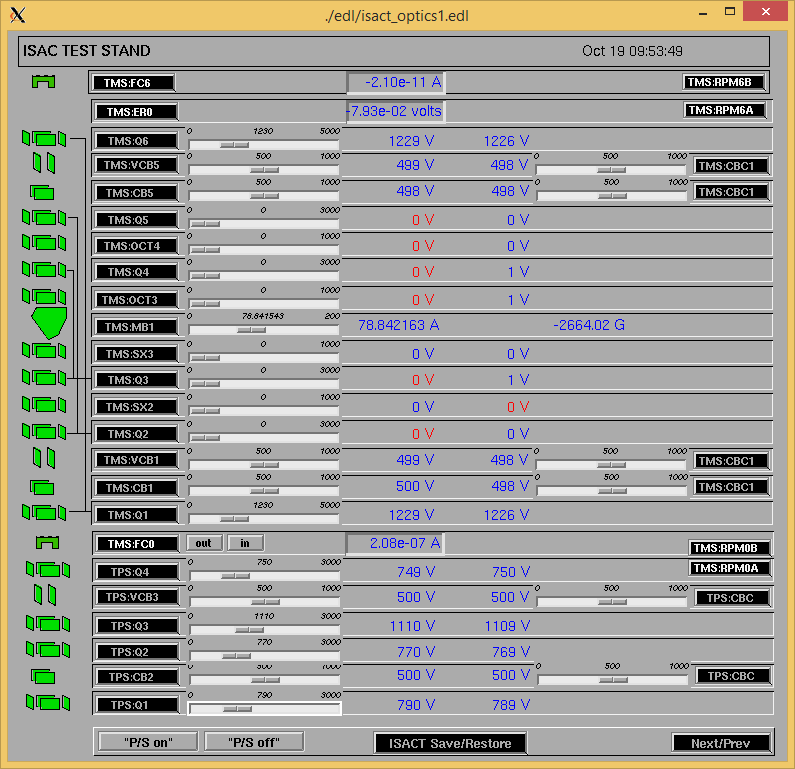 ./edl/isact_optics1.edl
ISAC TEST STAND Oct 19 09:53:49
TMS:FC6 -2.10e-11 A TMS:RPM6B
TMS:ER0 -7.93e-02 volts TMS:RPM6A
TMS:Q6 0 1230 5000 1229 V 1226 V
TMS:VCB5 0 500 1000 499 V 498 V 0 500 1000 TMS:CBC1
TMS:CB5 0 500 1000 498 V 498 V 0 500 1000 TMS:CBC1
TMS:Q5 0 0 3000 0 V 0 V
TMS:OCT4 0 0 1000 0 V 0 V
TMS:Q4 0 0 3000 0 V 1 V
TMS:OCT3 0 0 1000 0 V 1 V
TMS:MB1 0 78.841543 200 78.842163 A -2664.02 G
TMS:SX3 0 0 1000 0 V 0 V
TMS:Q3 0 0 3000 0 V 1 V
TMS:SX2 0 0 1000 0 V 0 V
TMS:Q2 0 0 3000 0 V 0 V
TMS:VCB1 0 500 1000 499 V 498 V 0 500 1000 TMS:CBC1
TMS:CB1 0 500 1000 500 V 498 V 0 500 1000 TMS:CBC1
TMS:Q1 0 1230 5000 1229 V 1226 V
TMS:FC0 out in 2.08e-07 A TMS:RPM0B
TMS:RPM0A
TPS:Q4 0 750 3000 749 V 750 V
TPS:VCB3 0 500 1000 500 V 500 V 0 500 1000 TPS:CBC
TPS:Q3 0 1110 3000 1110 V 1109 V
TPS:Q2 0 770 3000 770 V 769 V
TPS:CB2 0 500 1000 500 V 500 V 0 500 1000 TPS:CBC
TPS:Q1 0 790 3000 790 V 789 V
"P/S on" "P/S off" ISACT Save/Restore Next/Prev